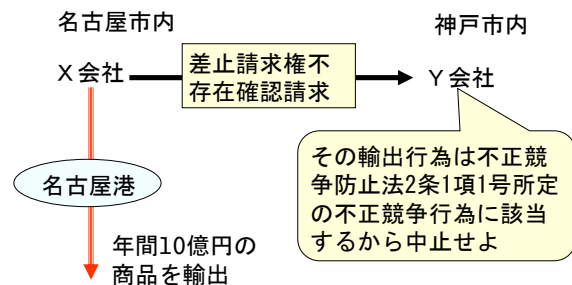 名古屋市内
神戸市内
X会社
差止請求権不
存在確認請求
Y会社
その輸出行為は不正競
争防止法2条1項1号所定
の不正競争行為に該当
するから中止せよ
名古屋港
年間10億円の
商品を輸出